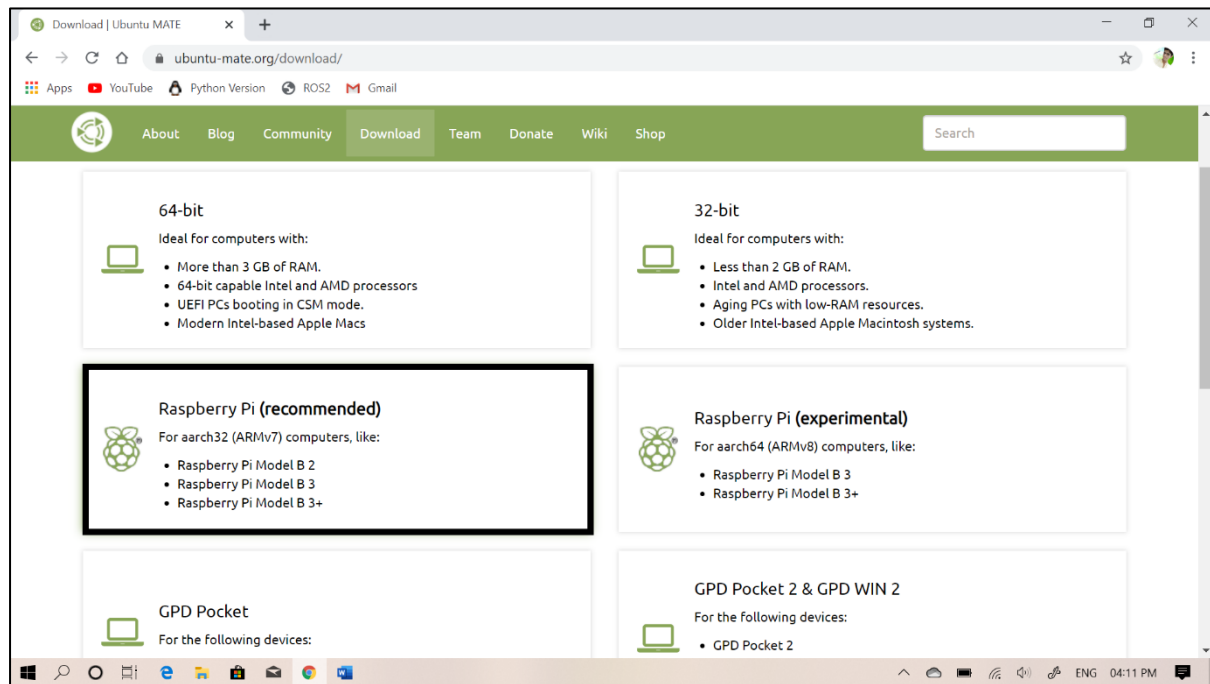 Download | Ubuntu MATE
ubuntu-mate.org/download/
Apps YouTube Python Version ROS2 Gmail
About Blog Community Download Team Donate Wiki Shop Search
64-bit
Ideal for computers with:
• More than 3 GB of RAM.
• 64-bit capable Intel and AMD processors
• UEFI PCs booting in CSM mode.
• Modern Intel-based Apple Macs
32-bit
Ideal for computers with:
• Less than 2 GB of RAM.
• Intel and AMD processors.
• Aging PCs with low-RAM resources.
• Older Intel-based Apple Macintosh systems.
Raspberry Pi (recommended)
For aarch32 (ARMv7) computers, like:
• Raspberry Pi Model B 2
• Raspberry Pi Model B 3
• Raspberry Pi Model B 3+
Raspberry Pi (experimental)
For aarch64 (ARMv8) computers, like:
• Raspberry Pi Model B 3
• Raspberry Pi Model B 3+
GPD Pocket
For the following devices:
GPD Pocket 2 & GPD WIN 2
For the following devices:
• GPD Pocket 2
ENG 04:11 PM